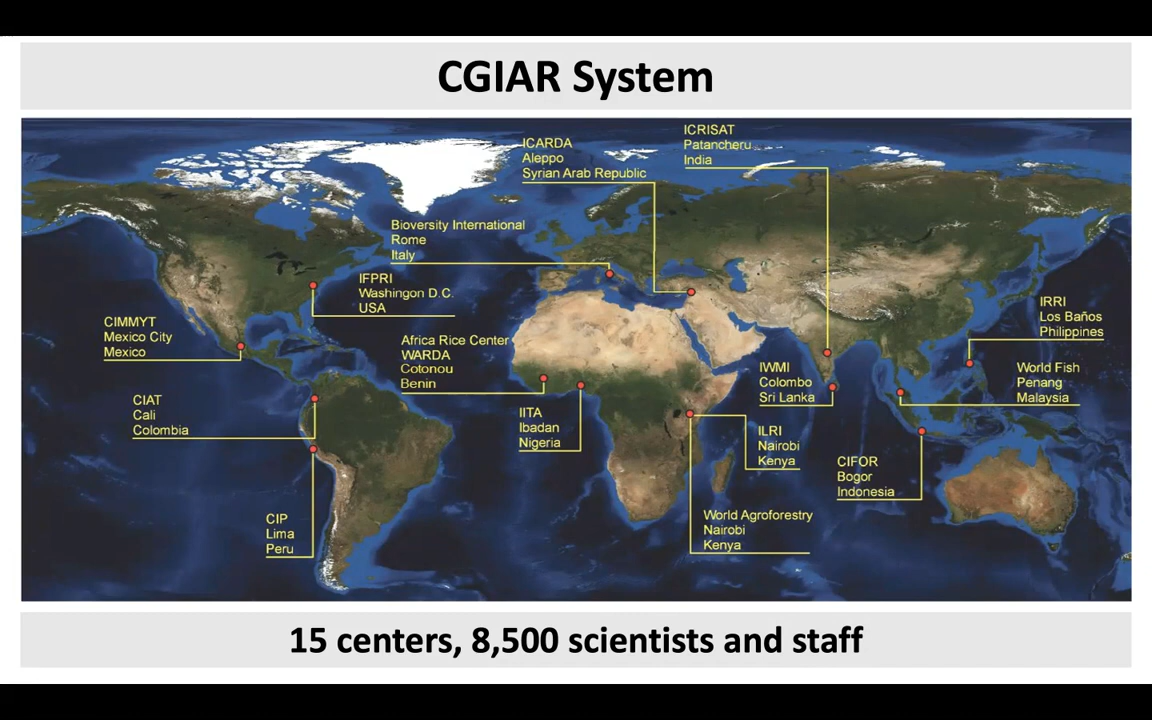 CGIAR System
ICRISAT
Patancheru
India
ICARDA
Aleppo
Syrian Arab Republic
Bioversity International
Rome
Italy
IFPRI
Washingon D.C.
USA
CIMMYT
Mexico City
Mexico
Africa Rice Center
WARDA
Cotonou
Benin
IRRI
Los Baños
Philippines
IWMI
Colombo
Sri Lanka
World Fish
Penang
Malaysia
CIAT
Cali
Colombia
IITA
Ibadan
Nigeria
ILRI
Nairobi
Kenya
CIFOR
Bogor
Indonesia
CIP
Lima
Peru
World Agroforestry
Nairobi
Kenya
15 centers, 8,500 scientists and staff